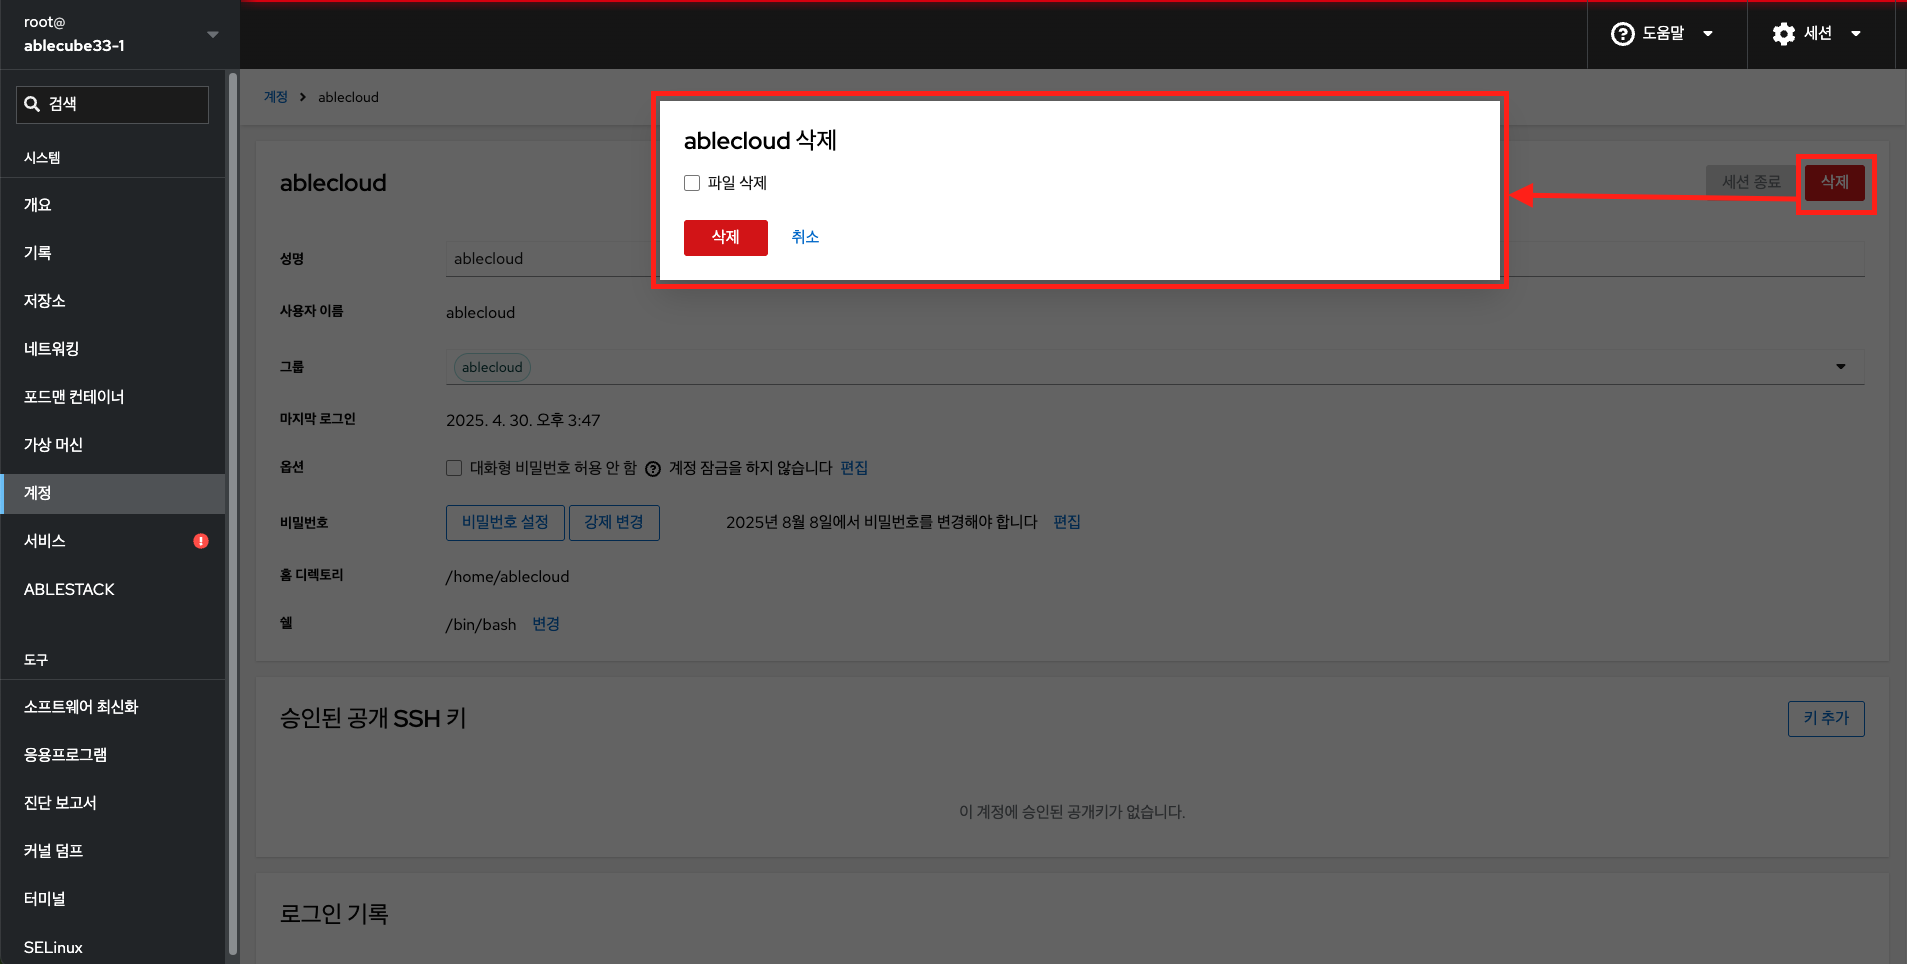 root@
ablecube33-1
도움말
세션
검색
시스템
개요
기록
저장소
네트워킹
포드맨 컨테이너
가상 머신
계정
서비스
ABLESTACK
도구
소프트웨어 최신화
응용프로그램
진단 보고서
커널 덤프
터미널
SELinux
계정 > ablecloud
ablecloud 삭제
파일 삭제
삭제 취소
ablecloud
세션 종료 삭제
성명 ablecloud
사용자 이름 ablecloud
그룹 ablecloud
마지막 로그인 2025. 4. 30. 오후 3:47
옵션 대화형 비밀번호 허용 안 함 계정 잠금을 하지 않습니다 편집
비밀번호 비밀번호 설정 강제 변경 2025년 8월 8일에서 비밀번호를 변경해야 합니다 편집
홈 디렉토리 /home/ablecloud
쉘 /bin/bash 변경
승인된 공개 SSH 키
키 추가
이 계정에 승인된 공개키가 없습니다.
로그인 기록